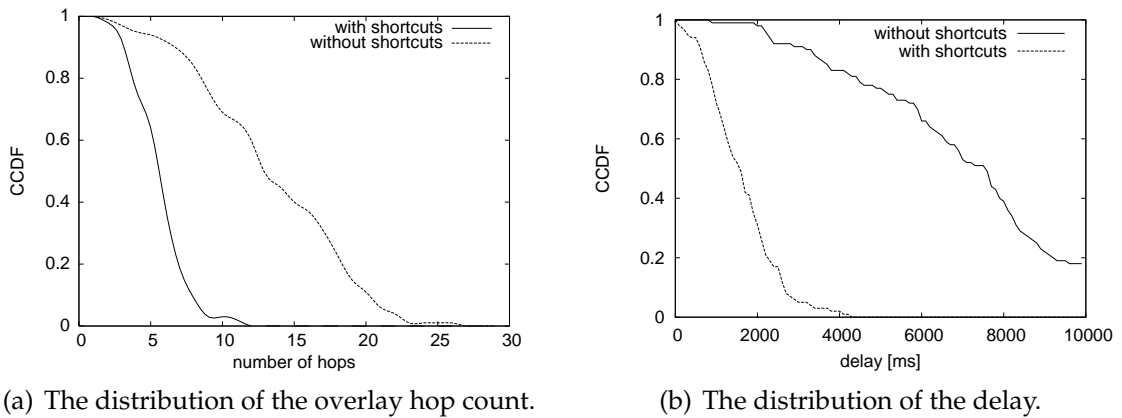 1
0.8
0.6
0.4
0.2
0
CCDF
0 5 10 15 20 25 30
number of hops
with shortcuts
without shortcuts
(a) The distribution of the overlay hop count.
1
0.8
0.6
0.4
0.2
0
CCDF
0 2000 4000 6000 8000 10000
delay [ms]
without shortcuts
with shortcuts
(b) The distribution of the delay.